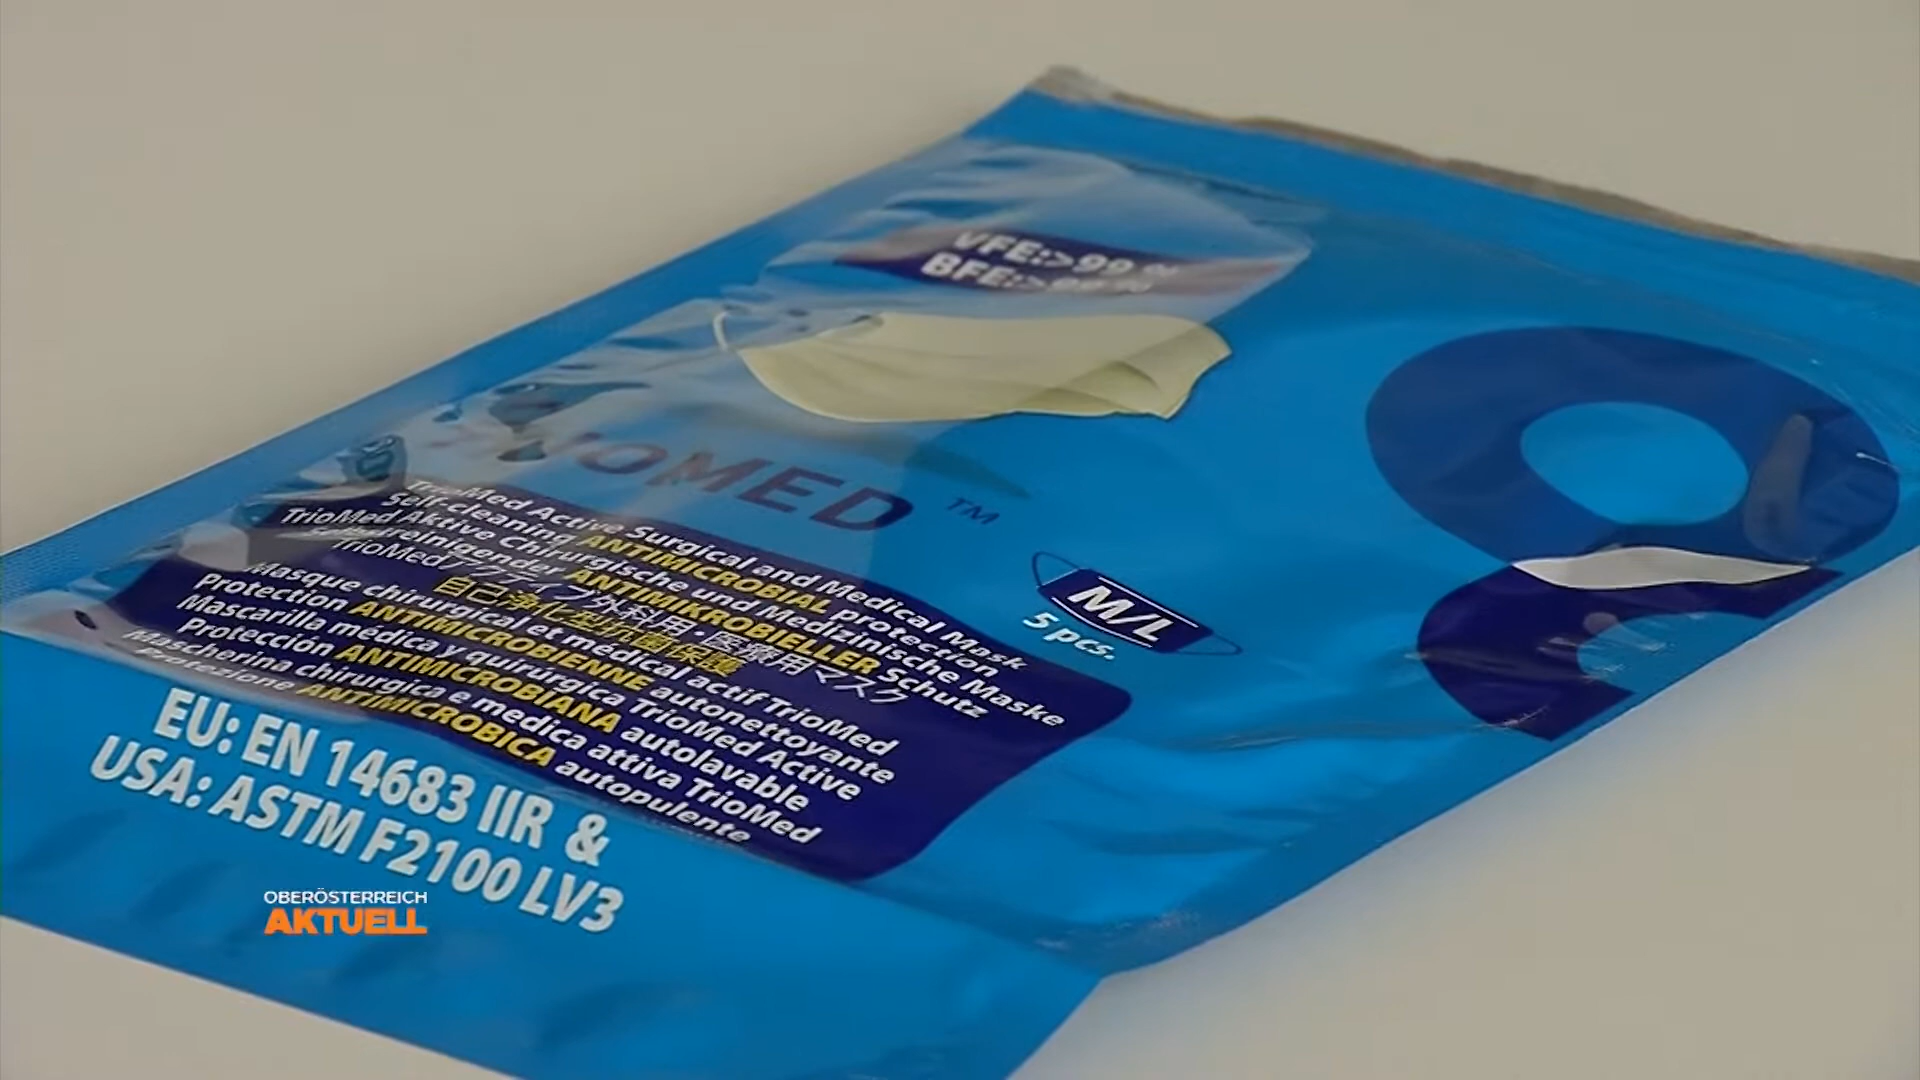 VFE:>99 %
BFE:>99 %
TM
TrioMed Active Surgical and Medical Mask
Self-cleaning ANTIMICROBIAL protection
TrioMed Aktive Chirurgische und Medizinische Maske
ANTIMIKROBIELLER Schutz
TrioMedアクティブ外科用・医療用マスク
自己浄化型抗菌保護
Masque chirurgical et médical actif TrioMed
Protection ANTIMICROBIENNE autonettoyante
Mascarilla médica y quirúrgica TrioMed Active
Protección ANTIMICROBIANA autolavable
Mascherina chirurgica e medica attiva TrioMed
Protezione ANTIMICROBICA autopulente
M/L
5 pcs.
EU: EN 14683 IIR &
USA: ASTM F2100 LV3
OBERÖSTERREICH
AKTUELL